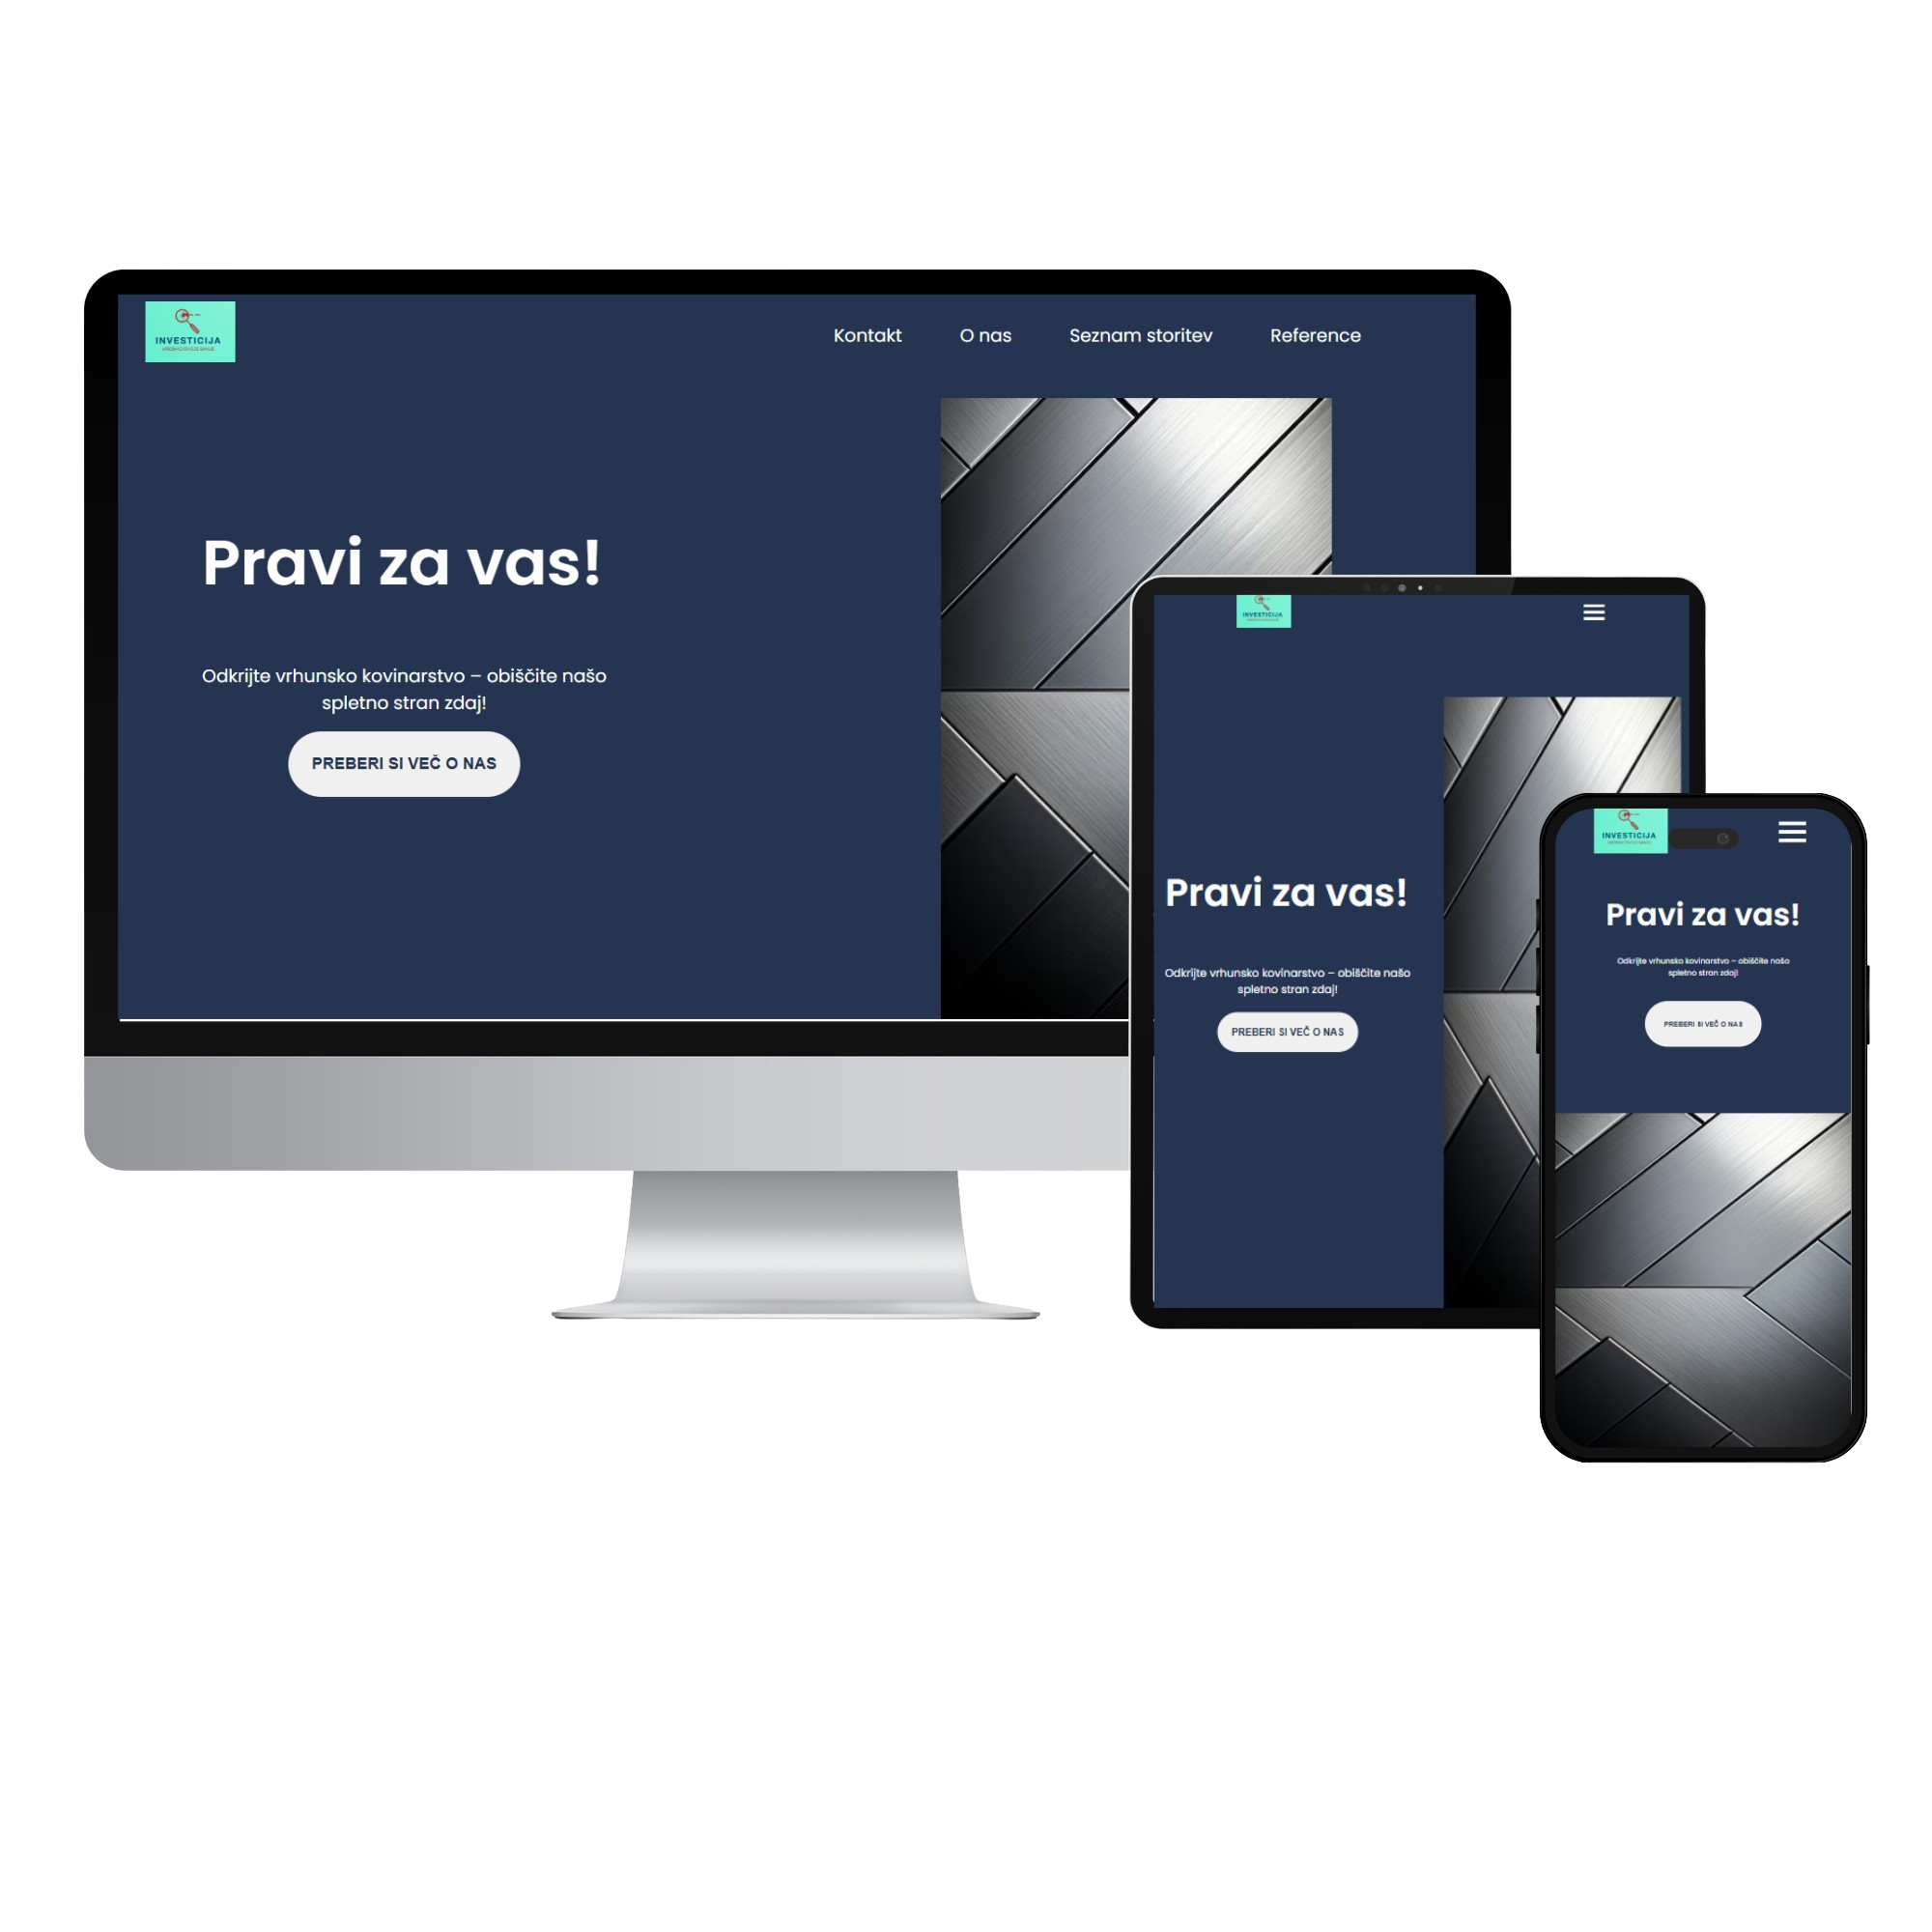 INVESTICIJA
Kontakt
O nas
Seznam storitev
Reference
Pravi za vas!
Odkrijte vrhunsko kovinarstvo – obiščite našo
spletno stran zdaj!
PREBERI SI VEČ O NAS
INVESTICIJA
Pravi za vas!
Odkrijte vrhunsko kovinarstvo – obiščite našo
spletno stran zdaj!
PREBERI SI VEČ O NAS
INVESTICIJA
Pravi za vas!
Odkrijte vrhunsko kovinarstvo – obiščite našo
spletno stran zdaj!
PREBERI SI VEČ O NAS